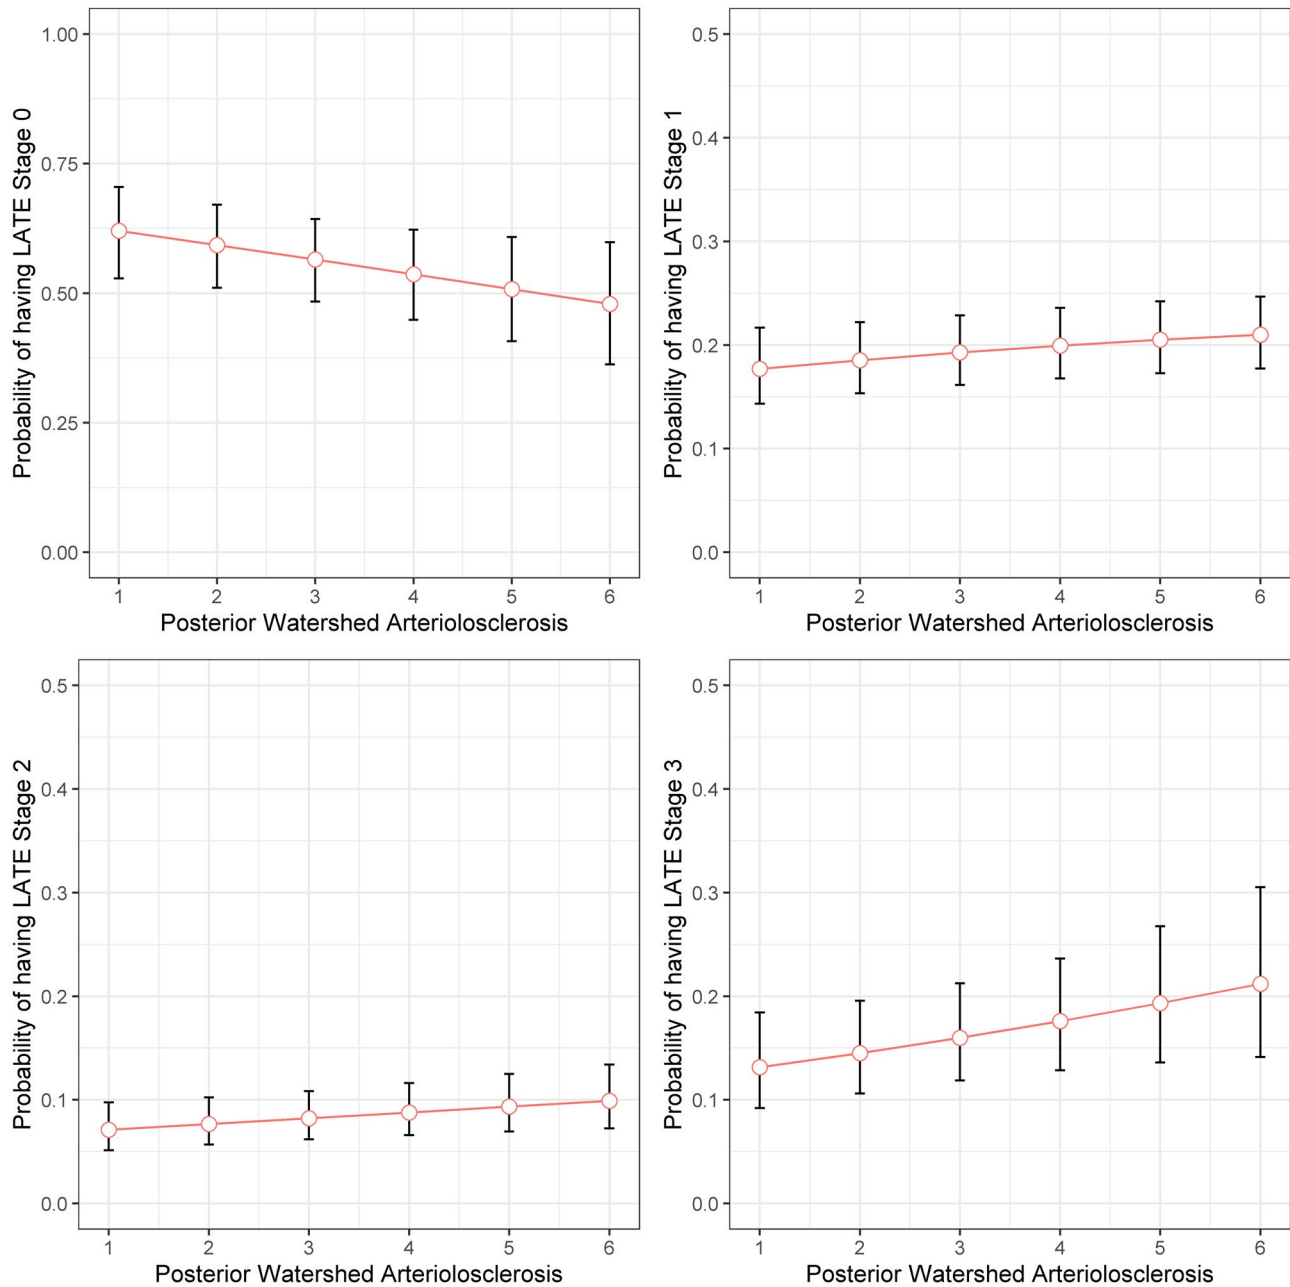 Probability of having LATE Stage 0
1.00
0.75
0.50
0.25
0.00
1 2 3 4 5 6
Posterior Watershed Arteriolosclerosis
Probability of having LATE Stage 1
0.5
0.4
0.3
0.2
0.1
0.0
1 2 3 4 5 6
Posterior Watershed Arteriolosclerosis
Probability of having LATE Stage 2
0.5
0.4
0.3
0.2
0.1
0.0
1 2 3 4 5 6
Posterior Watershed Arteriolosclerosis
Probability of having LATE Stage 3
0.5
0.4
0.3
0.2
0.1
0.0
1 2 3 4 5 6
Posterior Watershed Arteriolosclerosis